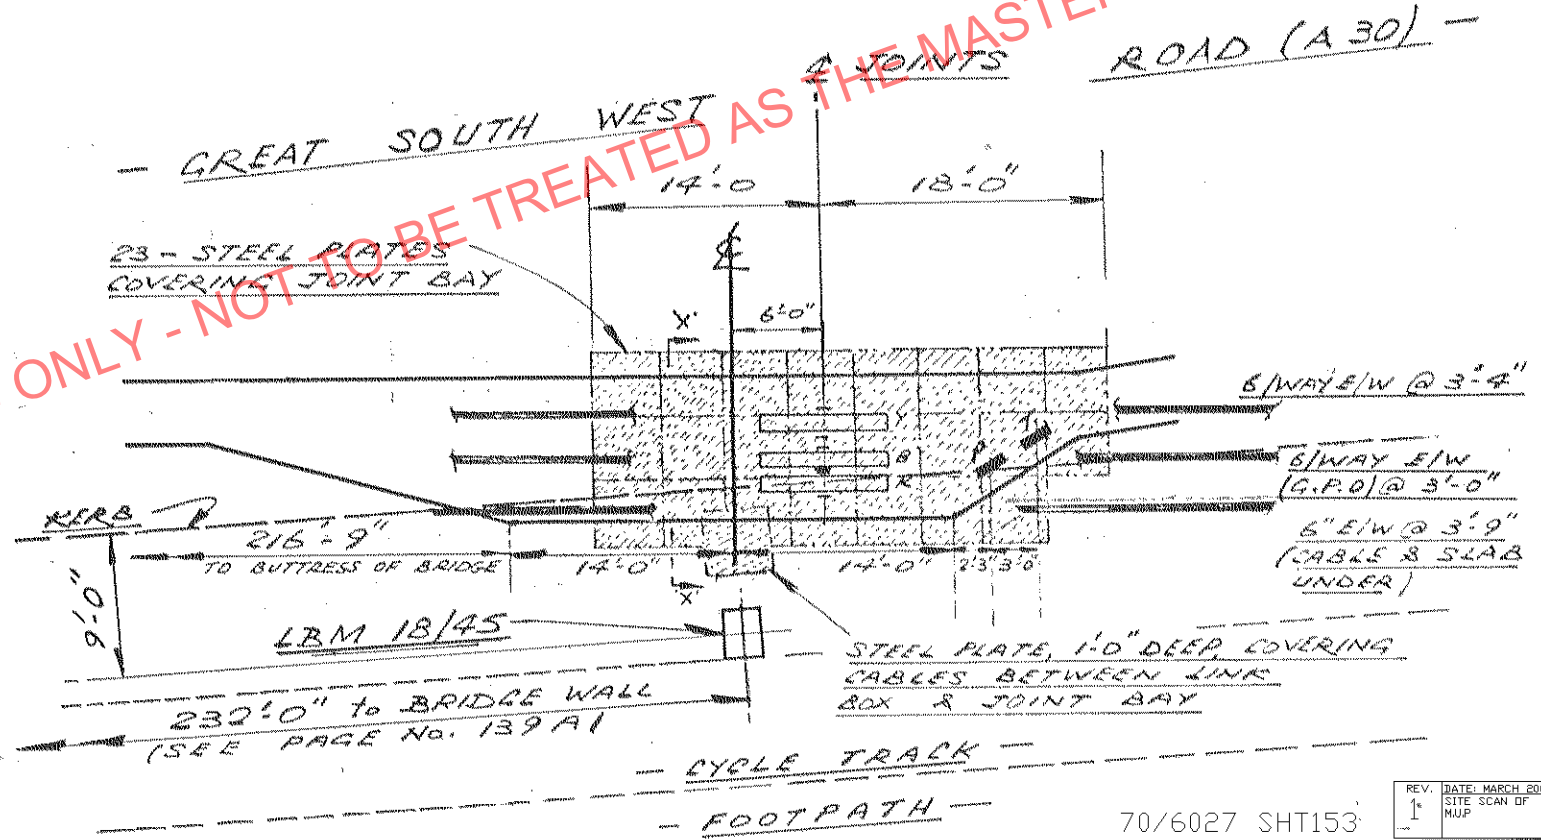 ONLY - NOT TO BE TREATED AS THE MASTER
℄ JOINTS
ROAD (A 30) -
- GREAT SOUTH WEST
14'-0
18'-0"
23 - STEEL PLATES
COVERING JOINT BAY
℄
6'-0"
'X'
6/WAY E/W @ 3'-4"
Y
B
R
P
T
6/WAY E/W
(G.P.O) @ 3'-0"
6" E/W @ 3'-9"
(CABLE & SLAB
UNDER)
KERB
216'-9"
TO BUTTRESS OF BRIDGE
14'-0"
14'-0"
2'3"
3'0"
'X'
9'-0"
LBM 18/45
STEEL PLATE, 1'-0" DEEP, COVERING
CABLES BETWEEN LINK
BOX & JOINT BAY
232'-0" to BRIDGE WALL
(SEE PAGE No. 139A)
- CYCLE TRACK -
- FOOTPATH -
70/6027 SHT153
REV.
1
DATE: MARCH 200
SITE SCAN OF
M.U.P